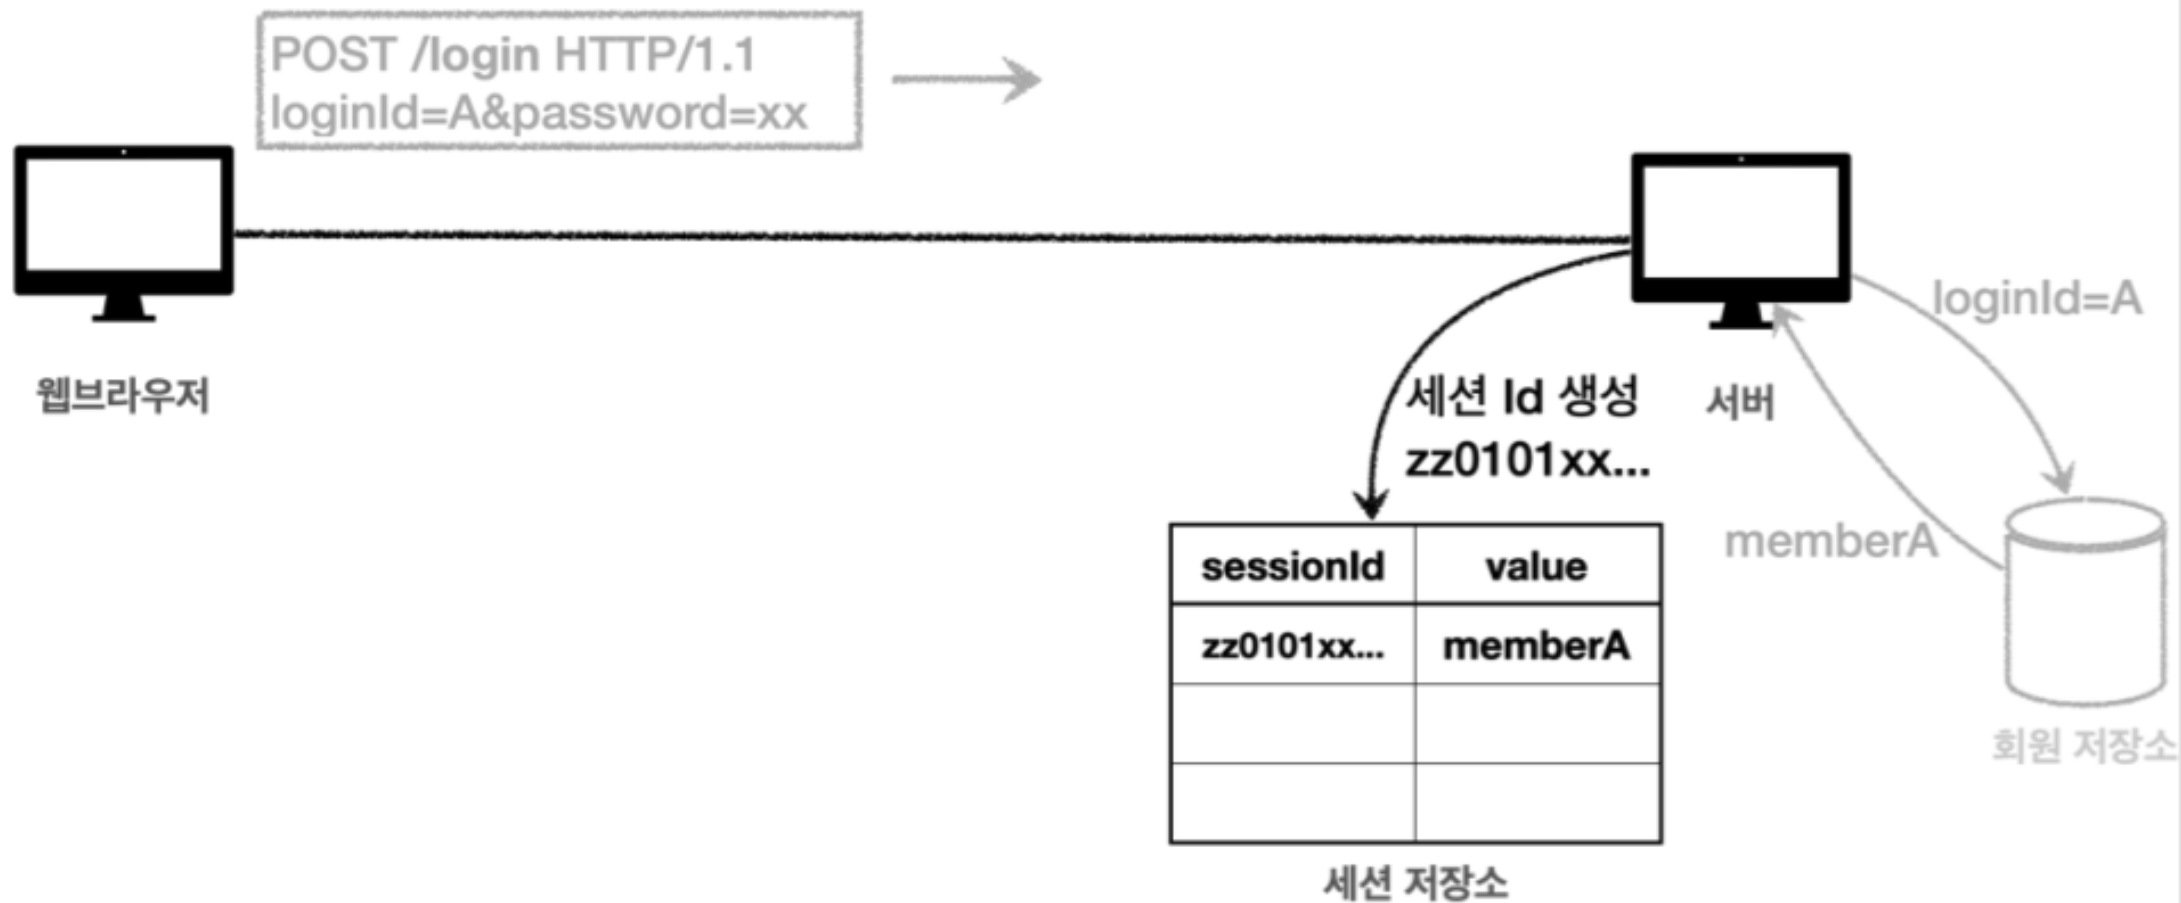 POST /login HTTP/1.1
loginId=A&password=xx
웹브라우저
서버
loginId=A
memberA
회원 저장소
세션 Id 생성
zz0101xx...
sessionId value
zz0101xx... memberA
세션 저장소